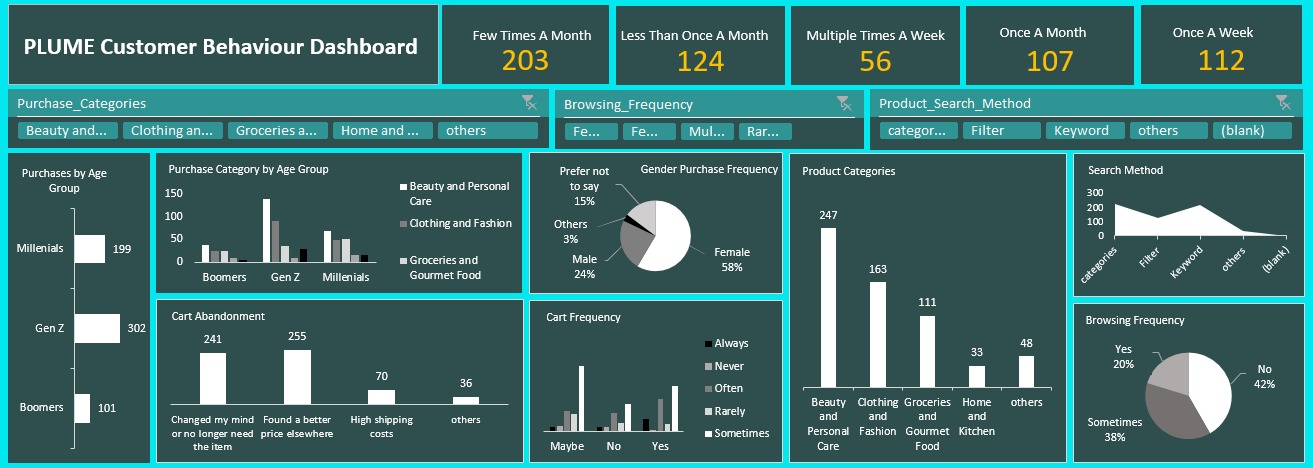 PLUME Customer Behaviour Dashboard
Few Times A Month
203
Less Than Once A Month
124
Multiple Times A Week
56
Once A Month
107
Once A Week
112
Purchase_Categories
Beauty and...
Clothing an...
Groceries a...
Home and ...
others
Browsing_Frequency
Fe...
Fe...
Mul...
Rar...
Product_Search_Method
categor...
Filter
Keyword
others
(blank)
Purchases by Age
Group
Millenials
199
Gen Z
302
Boomers
101
Purchase Category by Age Group
150
100
50
0
Boomers
Gen Z
Millenials
Beauty and Personal
Care
Clothing and Fashion
Groceries and
Gourmet Food
Gender Purchase Frequency
Prefer not
to say
15%
Others
3%
Male
24%
Female
58%
Product Categories
247
163
111
33
48
Beauty
and
Personal
Care
Clothing
and
Fashion
Groceries
and
Gourmet
Food
Home
and
Kitchen
others
Search Method
300
200
100
0
categories
Filter
Keyword
others
(blank)
Cart Abandonment
241
255
70
36
Changed my mind
or no longer need
the item
Found a better
price elsewhere
High shipping
costs
others
Cart Frequency
Maybe
No
Yes
Always
Never
Often
Rarely
Sometimes
Browsing Frequency
Yes
20%
No
42%
Sometimes
38%